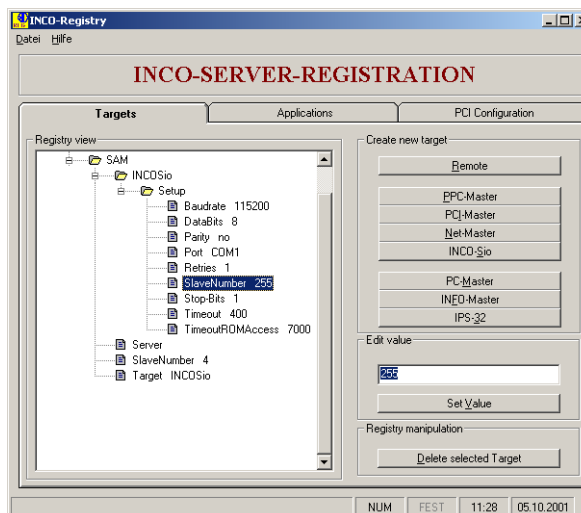 INCO-Registry
Datei Hilfe
INCO-SERVER-REGISTRATION
Targets
Applications
PCI Configuration
Registry view
SAM
INCOSio
Setup
Baudrate 115200
DataBits 8
Parity no
Port COM1
Retries 1
SlaveNumber 255
Stop-Bits 1
Timeout 400
TimeoutROMAccess 7000
Server
SlaveNumber 4
Target INCOSio
Create new target
Remote
PPC-Master
PCI-Master
Net-Master
INCO-Sio
PC-Master
INFO-Master
IPS-32
Edit value
255
Set Value
Registry manipulation
Delete selected Target
NUM FEST 11:28 05.10.2001